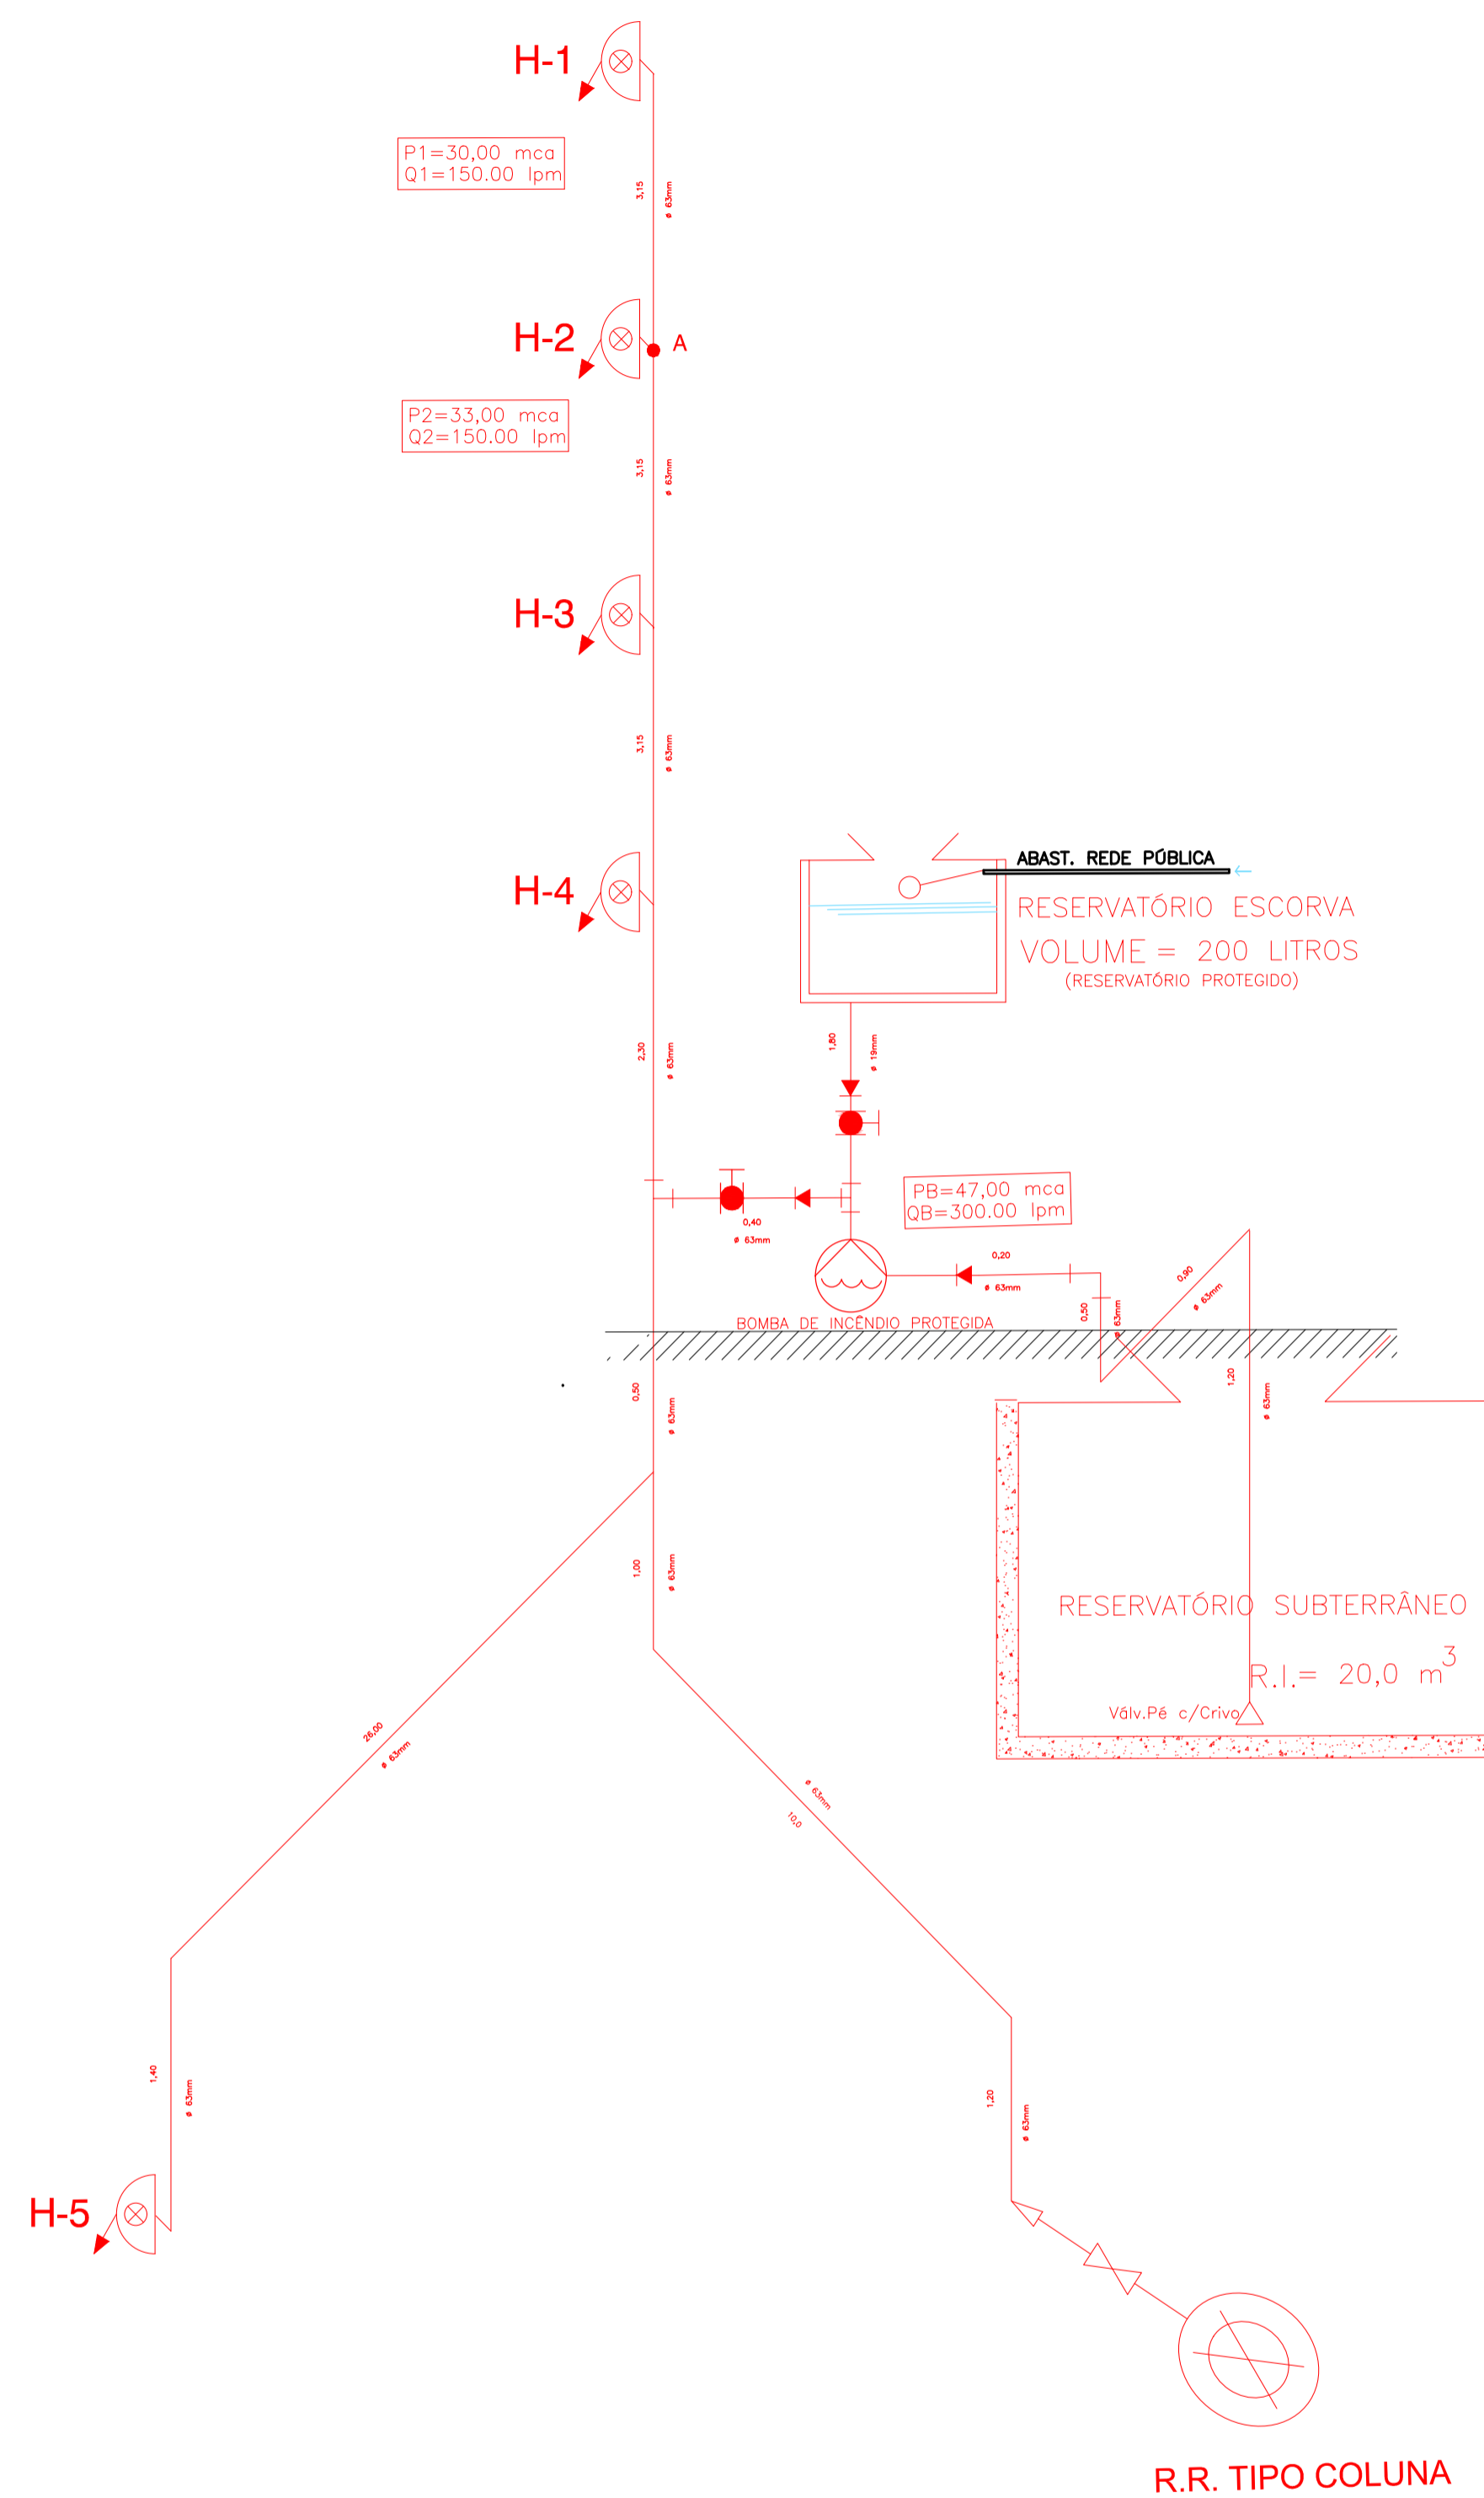 H-1
P1=30,00 mca
Q1=150.00 lpm
3,15
ø 63mm
H-2
A
P2=33,00 mca
Q2=150.00 lpm
3,15
ø 63mm
H-3
3,15
ø 63mm
H-4
ABAST. REDE PÚBLICA
RESERVATÓRIO ESCORVA
VOLUME = 200 LITROS
(RESERVATÓRIO PROTEGIDO)
2,30
ø 63mm
1,80
ø 19mm
0,40
ø 63mm
PB=47,00 mca
QB=300.00 lpm
0,20
ø 63mm
0,90
ø 63mm
0,50
ø 63mm
BOMBA DE INCÊNDIO PROTEGIDA
0,50
ø 63mm
1,20
ø 63mm
1,00
ø 63mm
RESERVATÓRIO SUBTERRÂNEO
R.I.= 20,0 m3
Válv.Pé c/Crivo
26,00
ø 63mm
ø 63mm
10,0
1,40
ø 63mm
1,20
ø 63mm
H-5
R.R. TIPO COLUNA